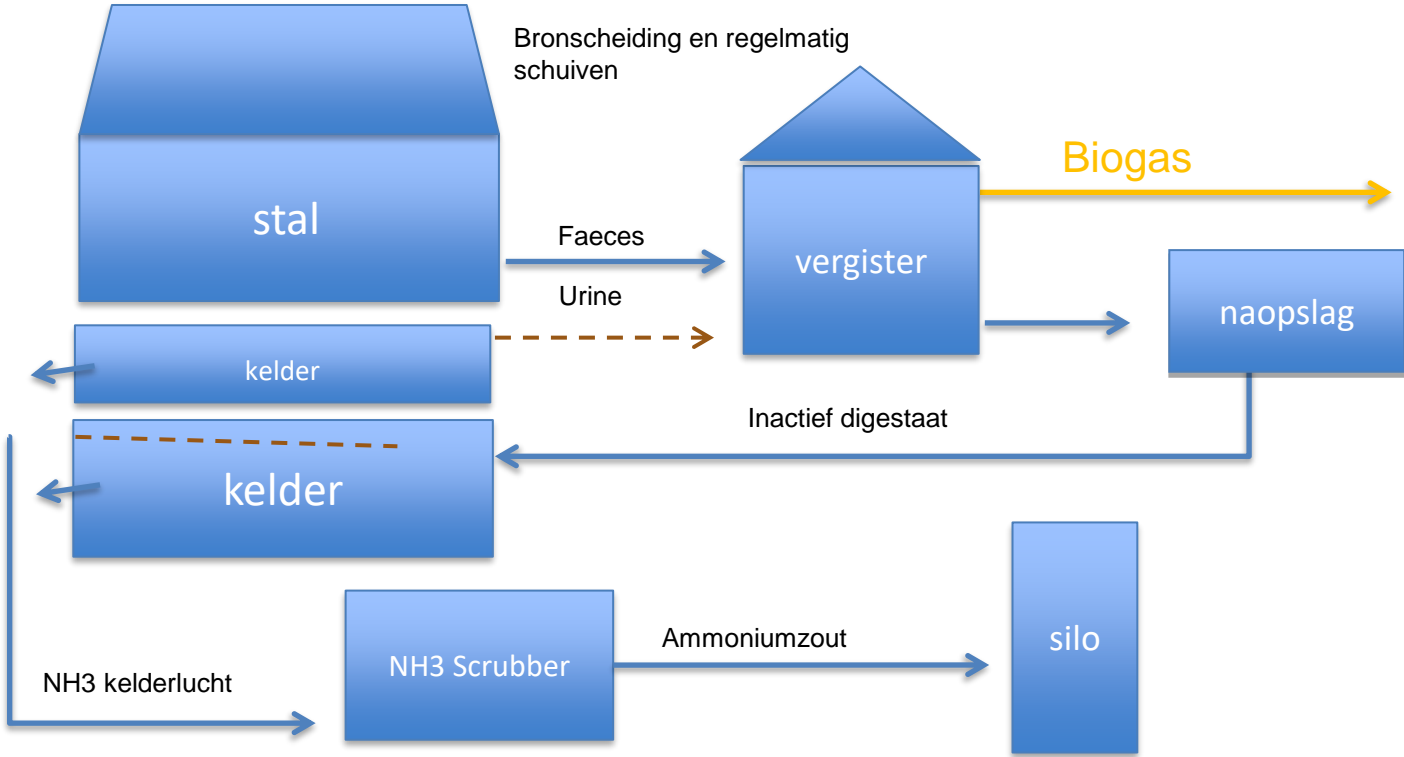 Bronscheiding en regelmatig
schuiven
Biogas
stal
Faeces
vergister
Urine
naopslag
kelder
Inactief digestaat
kelder
Ammoniumzout
silo
NH3 Scrubber
NH3 kelderlucht